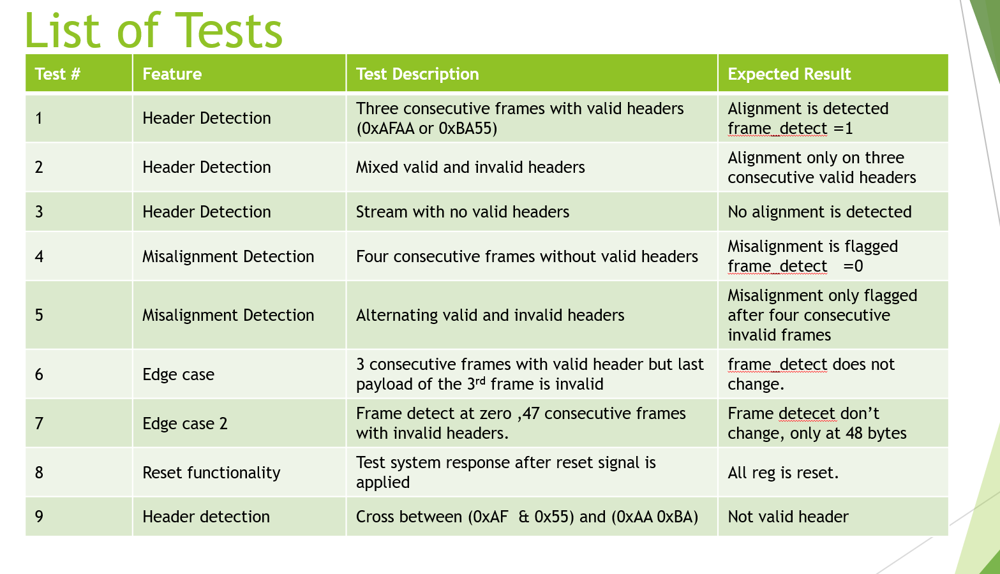 List of Tests
Test # Feature Test Description Expected Result
1 Header Detection Three consecutive frames with valid headers
(0xAFAA or 0xBA55) Alignment is detected
frame_detect =1
2 Header Detection Mixed valid and invalid headers Alignment only on three
consecutive valid headers
3 Header Detection Stream with no valid headers No alignment is detected
4 Misalignment Detection Four consecutive frames without valid headers Misalignment is flagged
frame_detect =0
5 Misalignment Detection Alternating valid and invalid headers Misalignment only flagged
after four consecutive
invalid frames
6 Edge case 3 consecutive frames with valid header but last
payload of the 3rd frame is invalid frame_detect does not
change.
7 Edge case 2 Frame detect at zero ,47 consecutive frames
with invalid headers. Frame detecet don’t
change, only at 48 bytes
8 Reset functionality Test system response after reset signal is
applied All reg is reset.
9 Header detection Cross between (0xAF & 0x55) and (0xAA 0xBA) Not valid header